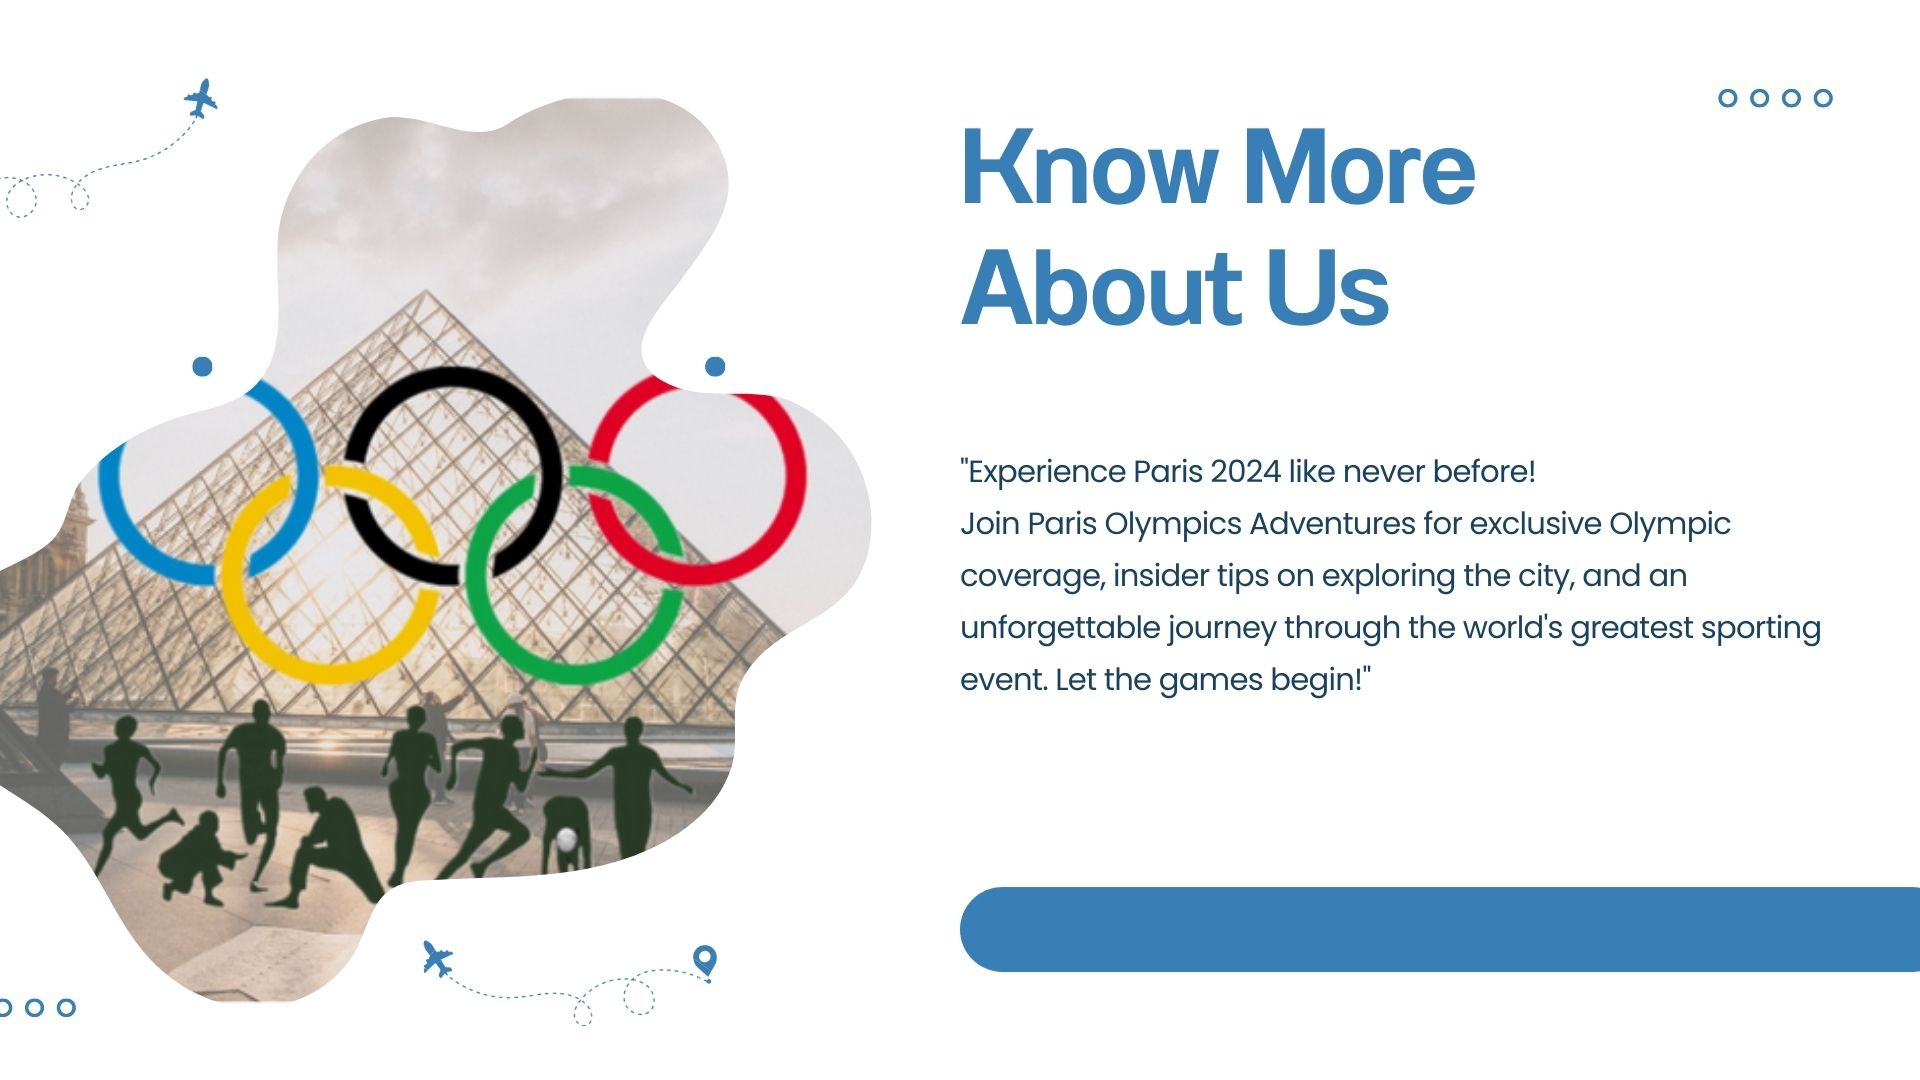 Know More
About Us
"Experience Paris 2024 like never before!
Join Paris Olympics Adventures for exclusive Olympic
coverage, insider tips on exploring the city, and an
unforgettable journey through the world's greatest sporting
event. Let the games begin!"